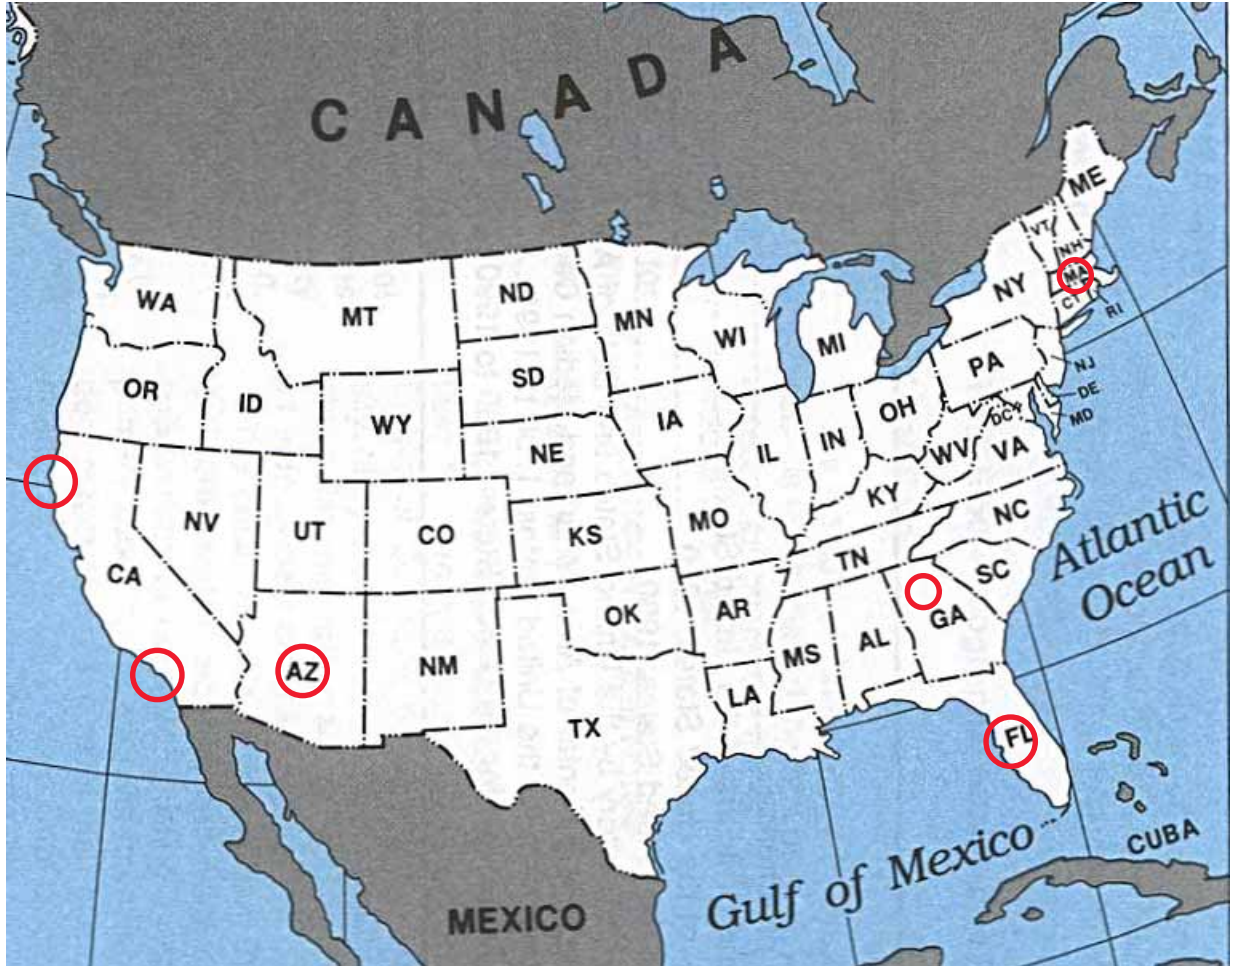 CANADA
ME
VT
NH
MA
NY
CT
RI
WA
MT
ND
MN
WI
MI
PA
NJ
OR
ID
SD
DE
WY
IA
OH
DC
MD
NE
IL
IN
WV
VA
NV
UT
CO
KS
MO
KY
NC
Atlantic
Ocean
CA
TN
SC
OK
AR
GA
AZ
NM
MS
AL
LA
TX
FL
CUBA
Gulf of Mexico
MEXICO